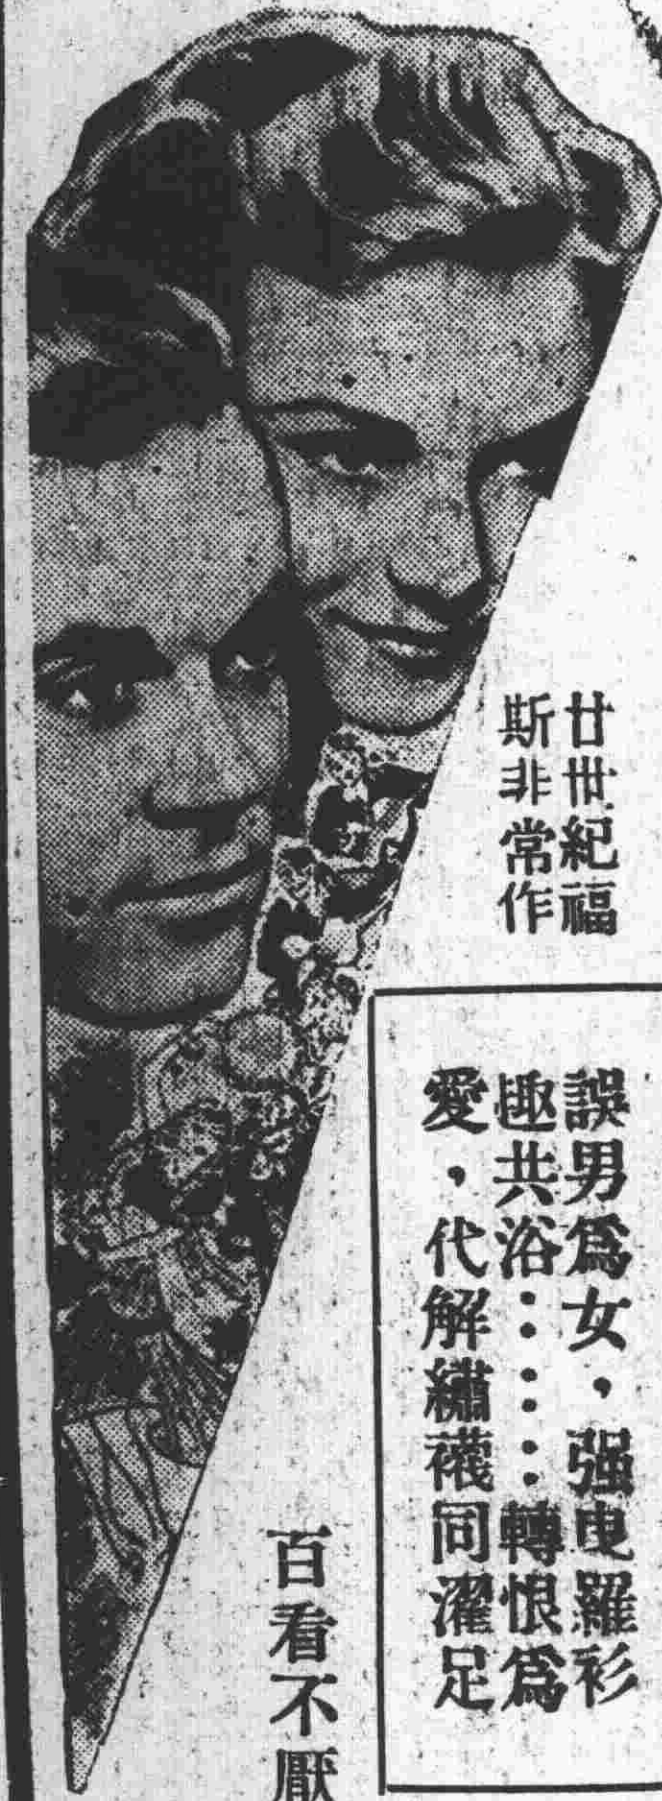 廿世紀福
斯非常作
誤男爲女，强曳羅衫
趣共浴：：：：轉恨爲
愛，代解繡襪同濯足
百看不厭